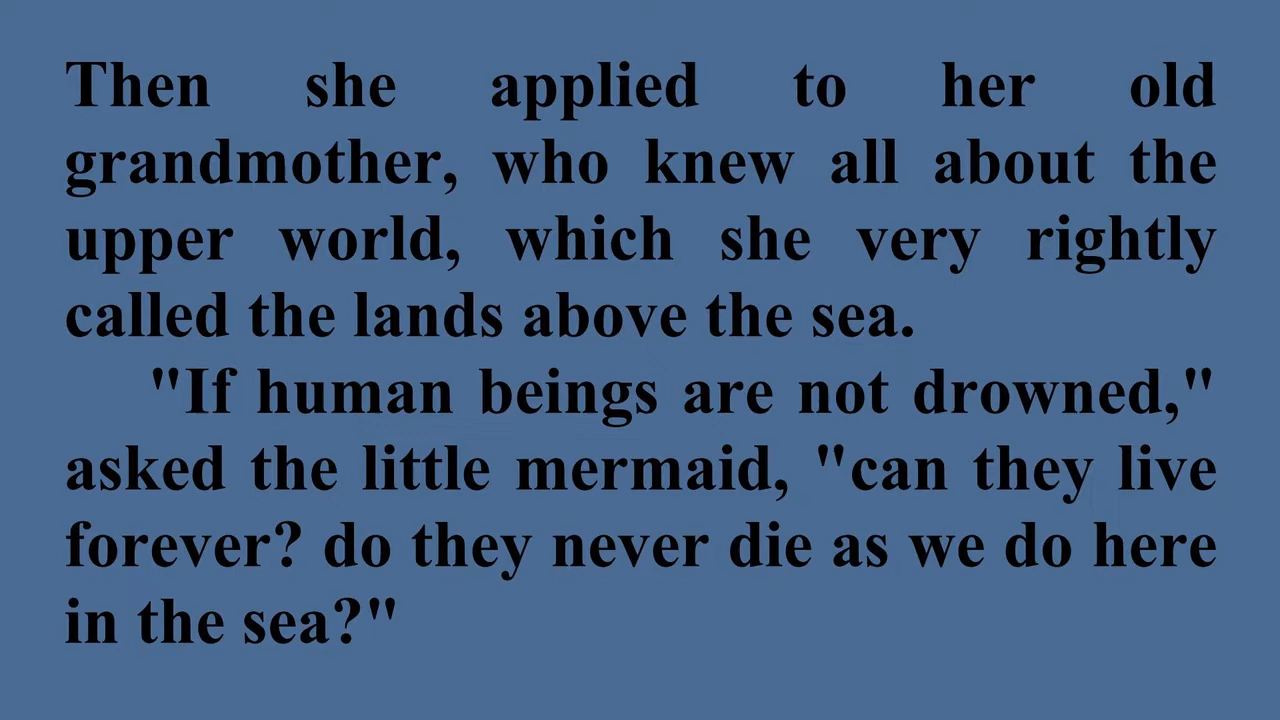 Then she applied to her old
grandmother, who knew all about the
upper world, which she very rightly
called the lands above the sea.
"If human beings are not drowned,"
asked the little mermaid, "can they live
forever? do they never die as we do here
in the sea?"